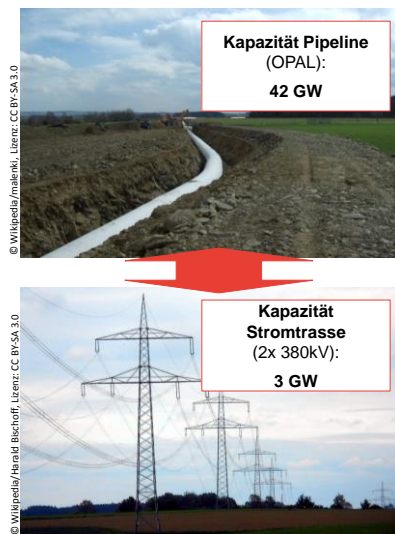 Kapazität Pipeline
(OPAL):
42 GW
© Wikipedia/malenki, Lizenz: CC BY-SA 3.0
Kapazität
Stromtrasse
(2x 380kV):
3 GW
© Wikipedia/Harald Bischoff, Lizenz: CC BY-SA 3.0